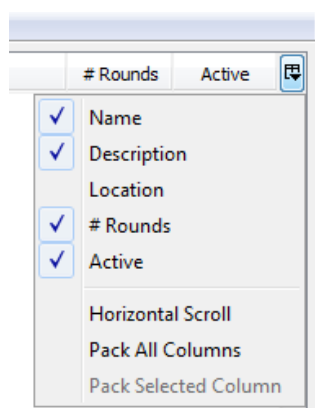 # Rounds Active
Name
Description
Location
# Rounds
Active
Horizontal Scroll
Pack All Columns
Pack Selected Column